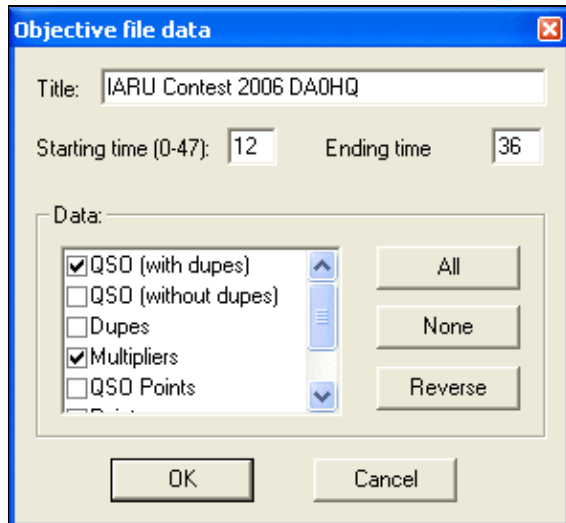 Objective file data
Title: IARU Contest 2006 DA0HQ
Starting time (0-47): 12 Ending time 36
Data:
QSO (with dupes)
QSO (without dupes)
Dupes
Multipliers
QSO Points
All
None
Reverse
OK Cancel